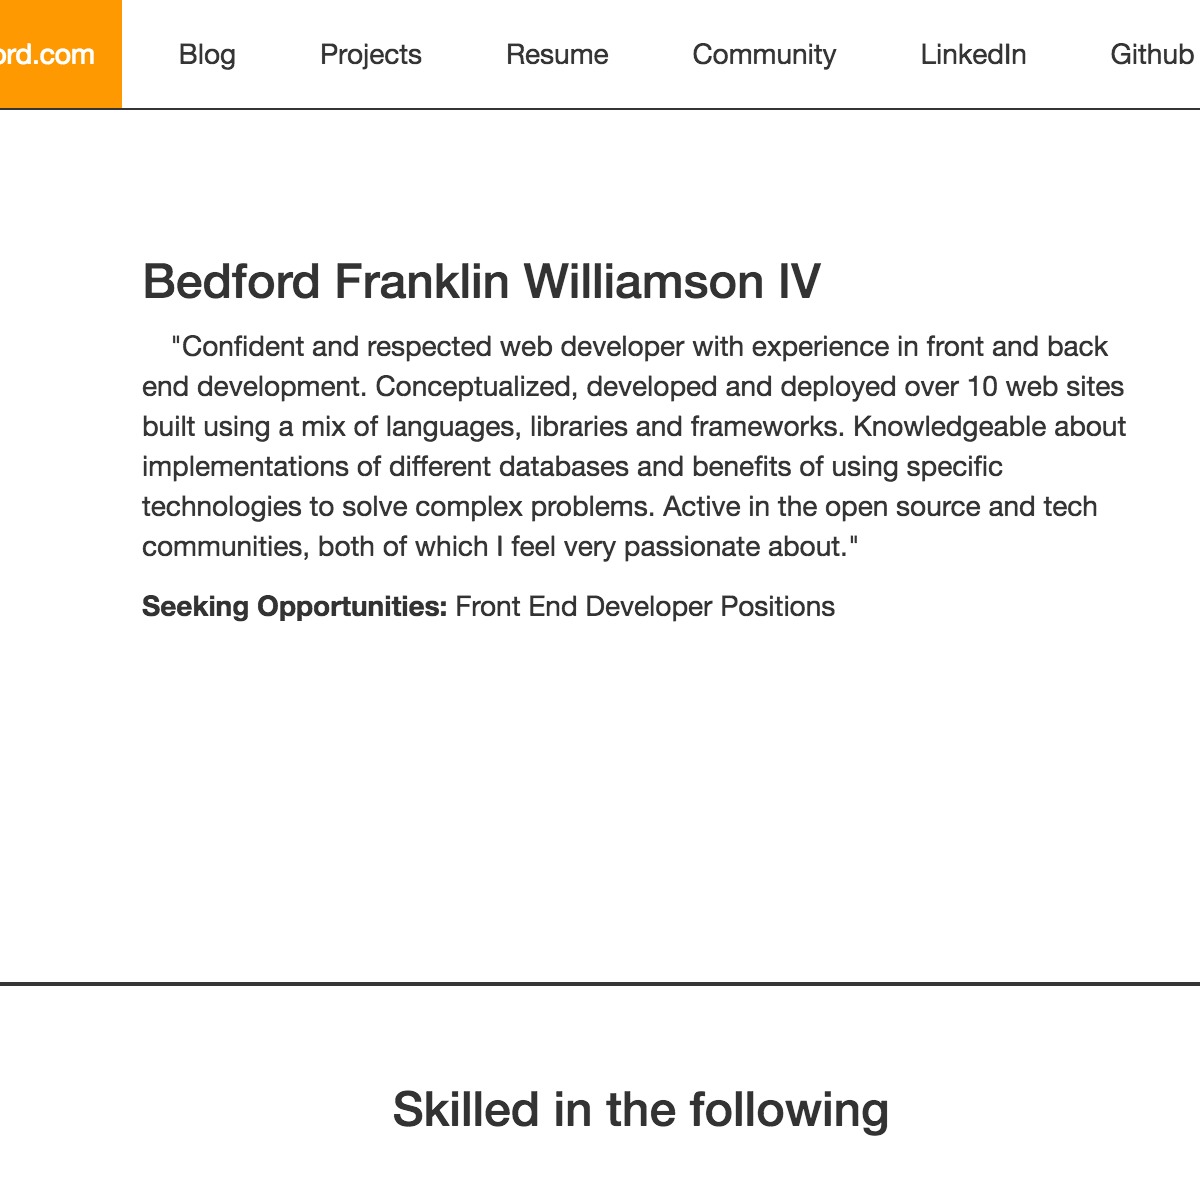 ord.com Blog Projects Resume Community LinkedIn Github
Bedford Franklin Williamson IV
"Confident and respected web developer with experience in front and back
end development. Conceptualized, developed and deployed over 10 web sites
built using a mix of languages, libraries and frameworks. Knowledgeable about
implementations of different databases and benefits of using specific
technologies to solve complex problems. Active in the open source and tech
communities, both of which I feel very passionate about."
Seeking Opportunities: Front End Developer Positions
Skilled in the following